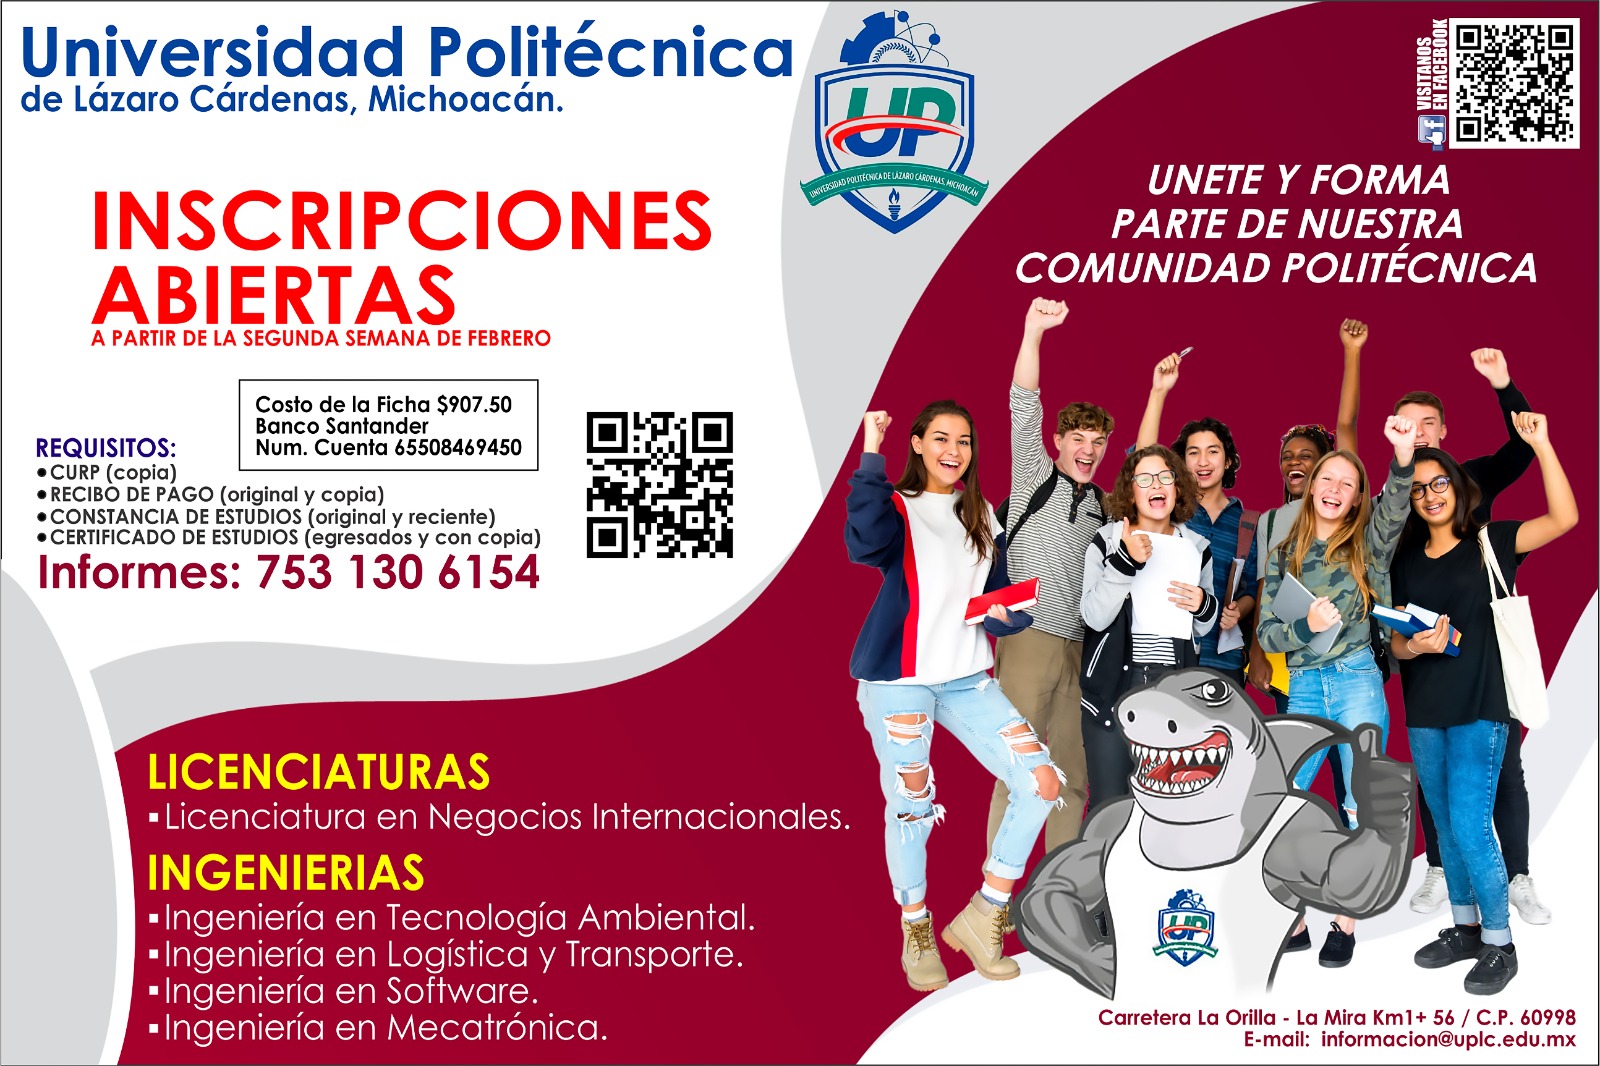 Universidad Politécnica
de Lázaro Cárdenas, Michoacán.
UP
UNIVERSIDAD POLITÉCNICA DE LÁZARO CÁRDENAS, MICHOACÁN
VISITANOS
EN FACEBOOK
f
UNETE Y FORMA
PARTE DE NUESTRA
COMUNIDAD POLITÉCNICA
INSCRIPCIONES
ABIERTAS
A PARTIR DE LA SEGUNDA SEMANA DE FEBRERO
Costo de la Ficha $907.50
Banco Santander
Num. Cuenta 65508469450
REQUISITOS:
●CURP (copia)
●RECIBO DE PAGO (original y copia)
●CONSTANCIA DE ESTUDIOS (original y reciente)
●CERTIFICADO DE ESTUDIOS (egresados y con copia)
Informes: 753 130 6154
LICENCIATURAS
▪Licenciatura en Negocios Internacionales.
INGENIERIAS
▪Ingeniería en Tecnología Ambiental.
▪Ingeniería en Logística y Transporte.
▪Ingeniería en Software.
▪Ingeniería en Mecatrónica.
UP
Carretera La Orilla - La Mira Km1+ 56 / C.P. 60998
E-mail: informacion@uplc.edu.mx